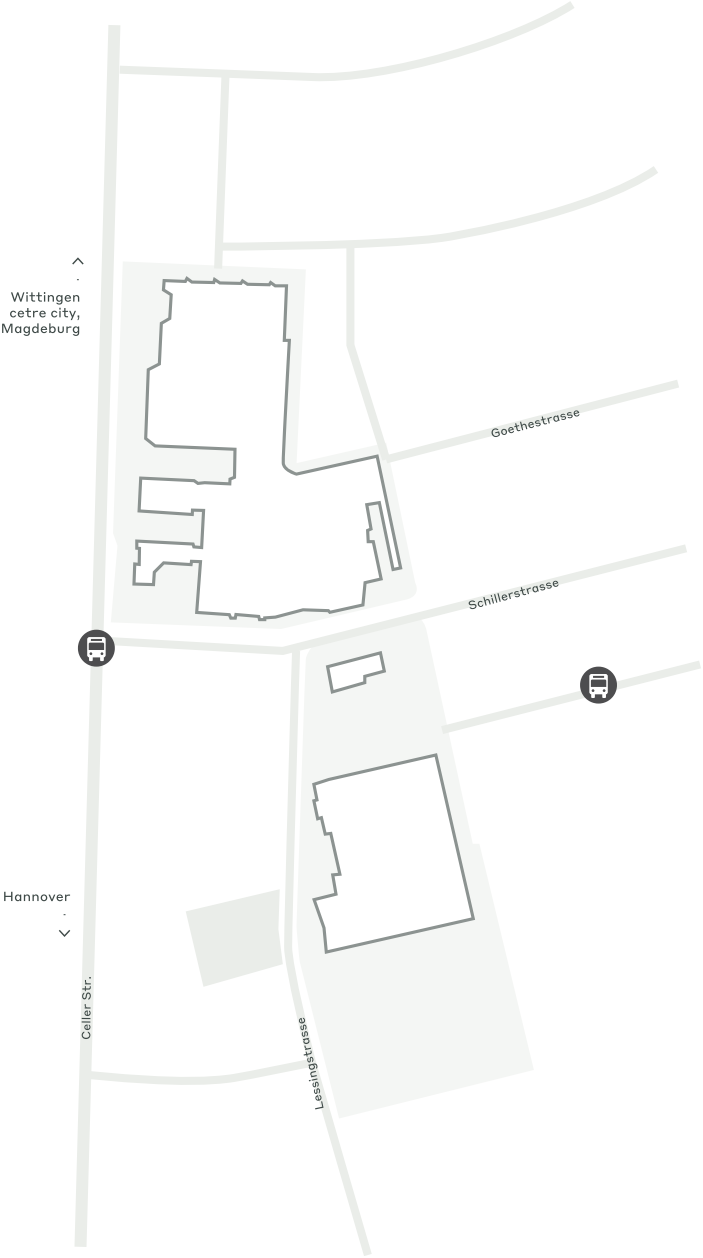 Wittingen
cetre city,
Magdeburg
Goethestrasse
Schillerstrasse
Hannover
Celler Str.
Lessingstrasse